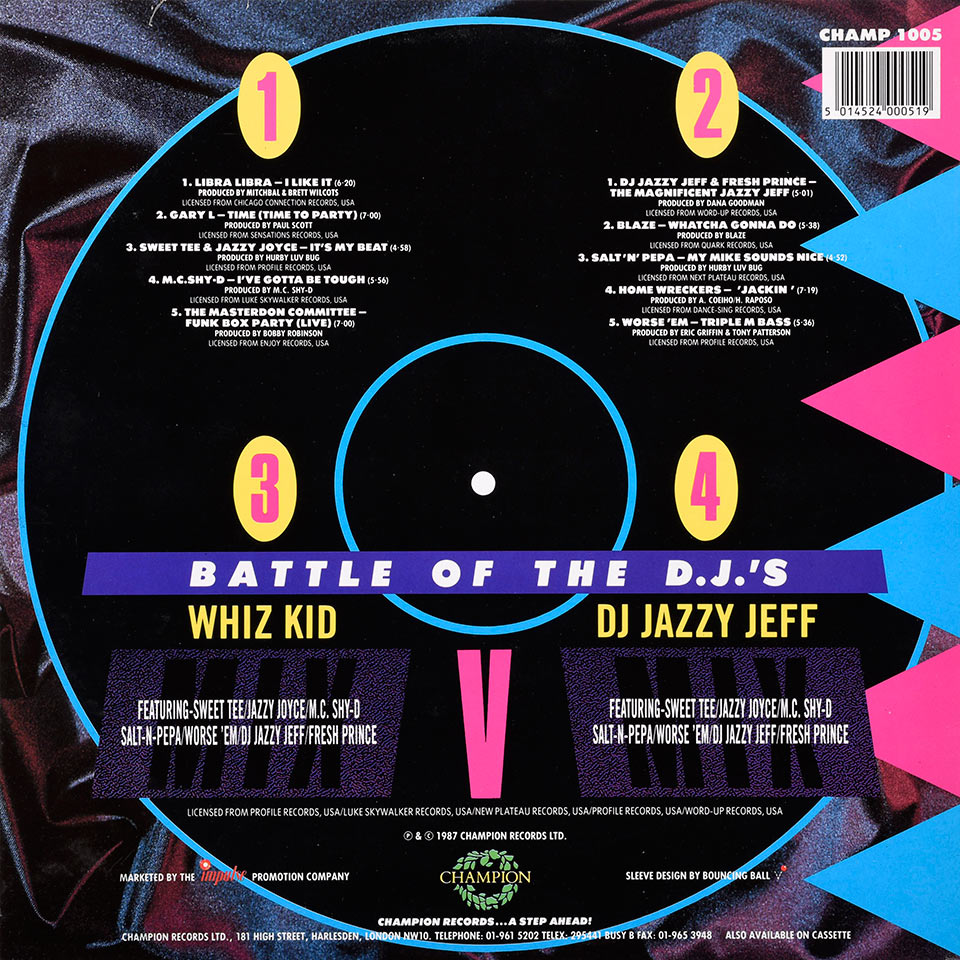 CHAMP 1005
5 014524 000519
1
1. LIBRA LIBRA – I LIKE IT (6·20)
PRODUCED BY MITCHBAL & BRETT WILCOTS
LICENSED FROM CHICAGO CONNECTION RECORDS, USA
2. GARY L – TIME (TIME TO PARTY) (7·00)
PRODUCED BY PAUL SCOTT
LICENSED FROM SENSATIONS RECORDS, USA
3. SWEET TEE & JAZZY JOYCE – IT'S MY BEAT (4·58)
PRODUCED BY HURBY LUV BUG
LICENSED FROM PROFILE RECORDS, USA
4. M.C.SHY-D – I'VE GOTTA BE TOUGH (5·56)
PRODUCED BY M.C. SHY-D
LICENSED FROM LUKE SKYWALKER RECORDS, USA
5. THE MASTERDON COMMITTEE –
FUNK BOX PARTY (LIVE) (7·00)
PRODUCED BY BOBBY ROBINSON
LICENSED FROM ENJOY RECORDS, USA
2
1. DJ JAZZY JEFF & FRESH PRINCE –
THE MAGNIFICENT JAZZY JEFF (5·01)
PRODUCED BY DANA GOODMAN
LICENSED FROM WORD-UP RECORDS, USA
2. BLAZE – WHATCHA GONNA DO (5·38)
PRODUCED BY BLAZE
LICENSED FROM QUARK RECORDS, USA
3. SALT 'N' PEPA – MY MIKE SOUNDS NICE (4·52)
PRODUCED BY HURBY LUV BUG
LICENSED FROM NEXT PLATEAU RECORDS, USA
4. HOME WRECKERS – 'JACKIN ' (7·19)
PRODUCED BY A. COEIHO/H. RAPOSO
LICENSED FROM DANCE-SING RECORDS, USA
5. WORSE 'EM – TRIPLE M BASS (5·36)
PRODUCED BY ERIC GRIFFIN & TONY PATTERSON
LICENSED FROM PROFILE RECORDS, USA
3
4
BATTLE OF THE D.J.'S
WHIZ KID
V
DJ JAZZY JEFF
MIX
FEATURING-SWEET TEE/JAZZY JOYCE/M.C. SHY-D
SALT-N-PEPA/WORSE 'EM/DJ JAZZY JEFF/FRESH PRINCE
MIX
FEATURING-SWEET TEE/JAZZY JOYCE/M.C. SHY-D
SALT-N-PEPA/WORSE 'EM/DJ JAZZY JEFF/FRESH PRINCE
LICENSED FROM PROFILE RECORDS, USA/LUKE SKYWALKER RECORDS, USA/NEW PLATEAU RECORDS, USA/PROFILE RECORDS, USA/WORD-UP RECORDS, USA
℗ & © 1987 CHAMPION RECORDS LTD.
MARKETED BY THE impulse PROMOTION COMPANY
CHAMPION
SLEEVE DESIGN BY BOUNCING BALL
CHAMPION RECORDS...A STEP AHEAD!
CHAMPION RECORDS LTD., 181 HIGH STREET, HARLESDEN, LONDON NW10. TELEPHONE: 01-961 5202 TELEX: 295441 BUSY B FAX: 01-965 3948 ALSO AVAILABLE ON CASSETTE